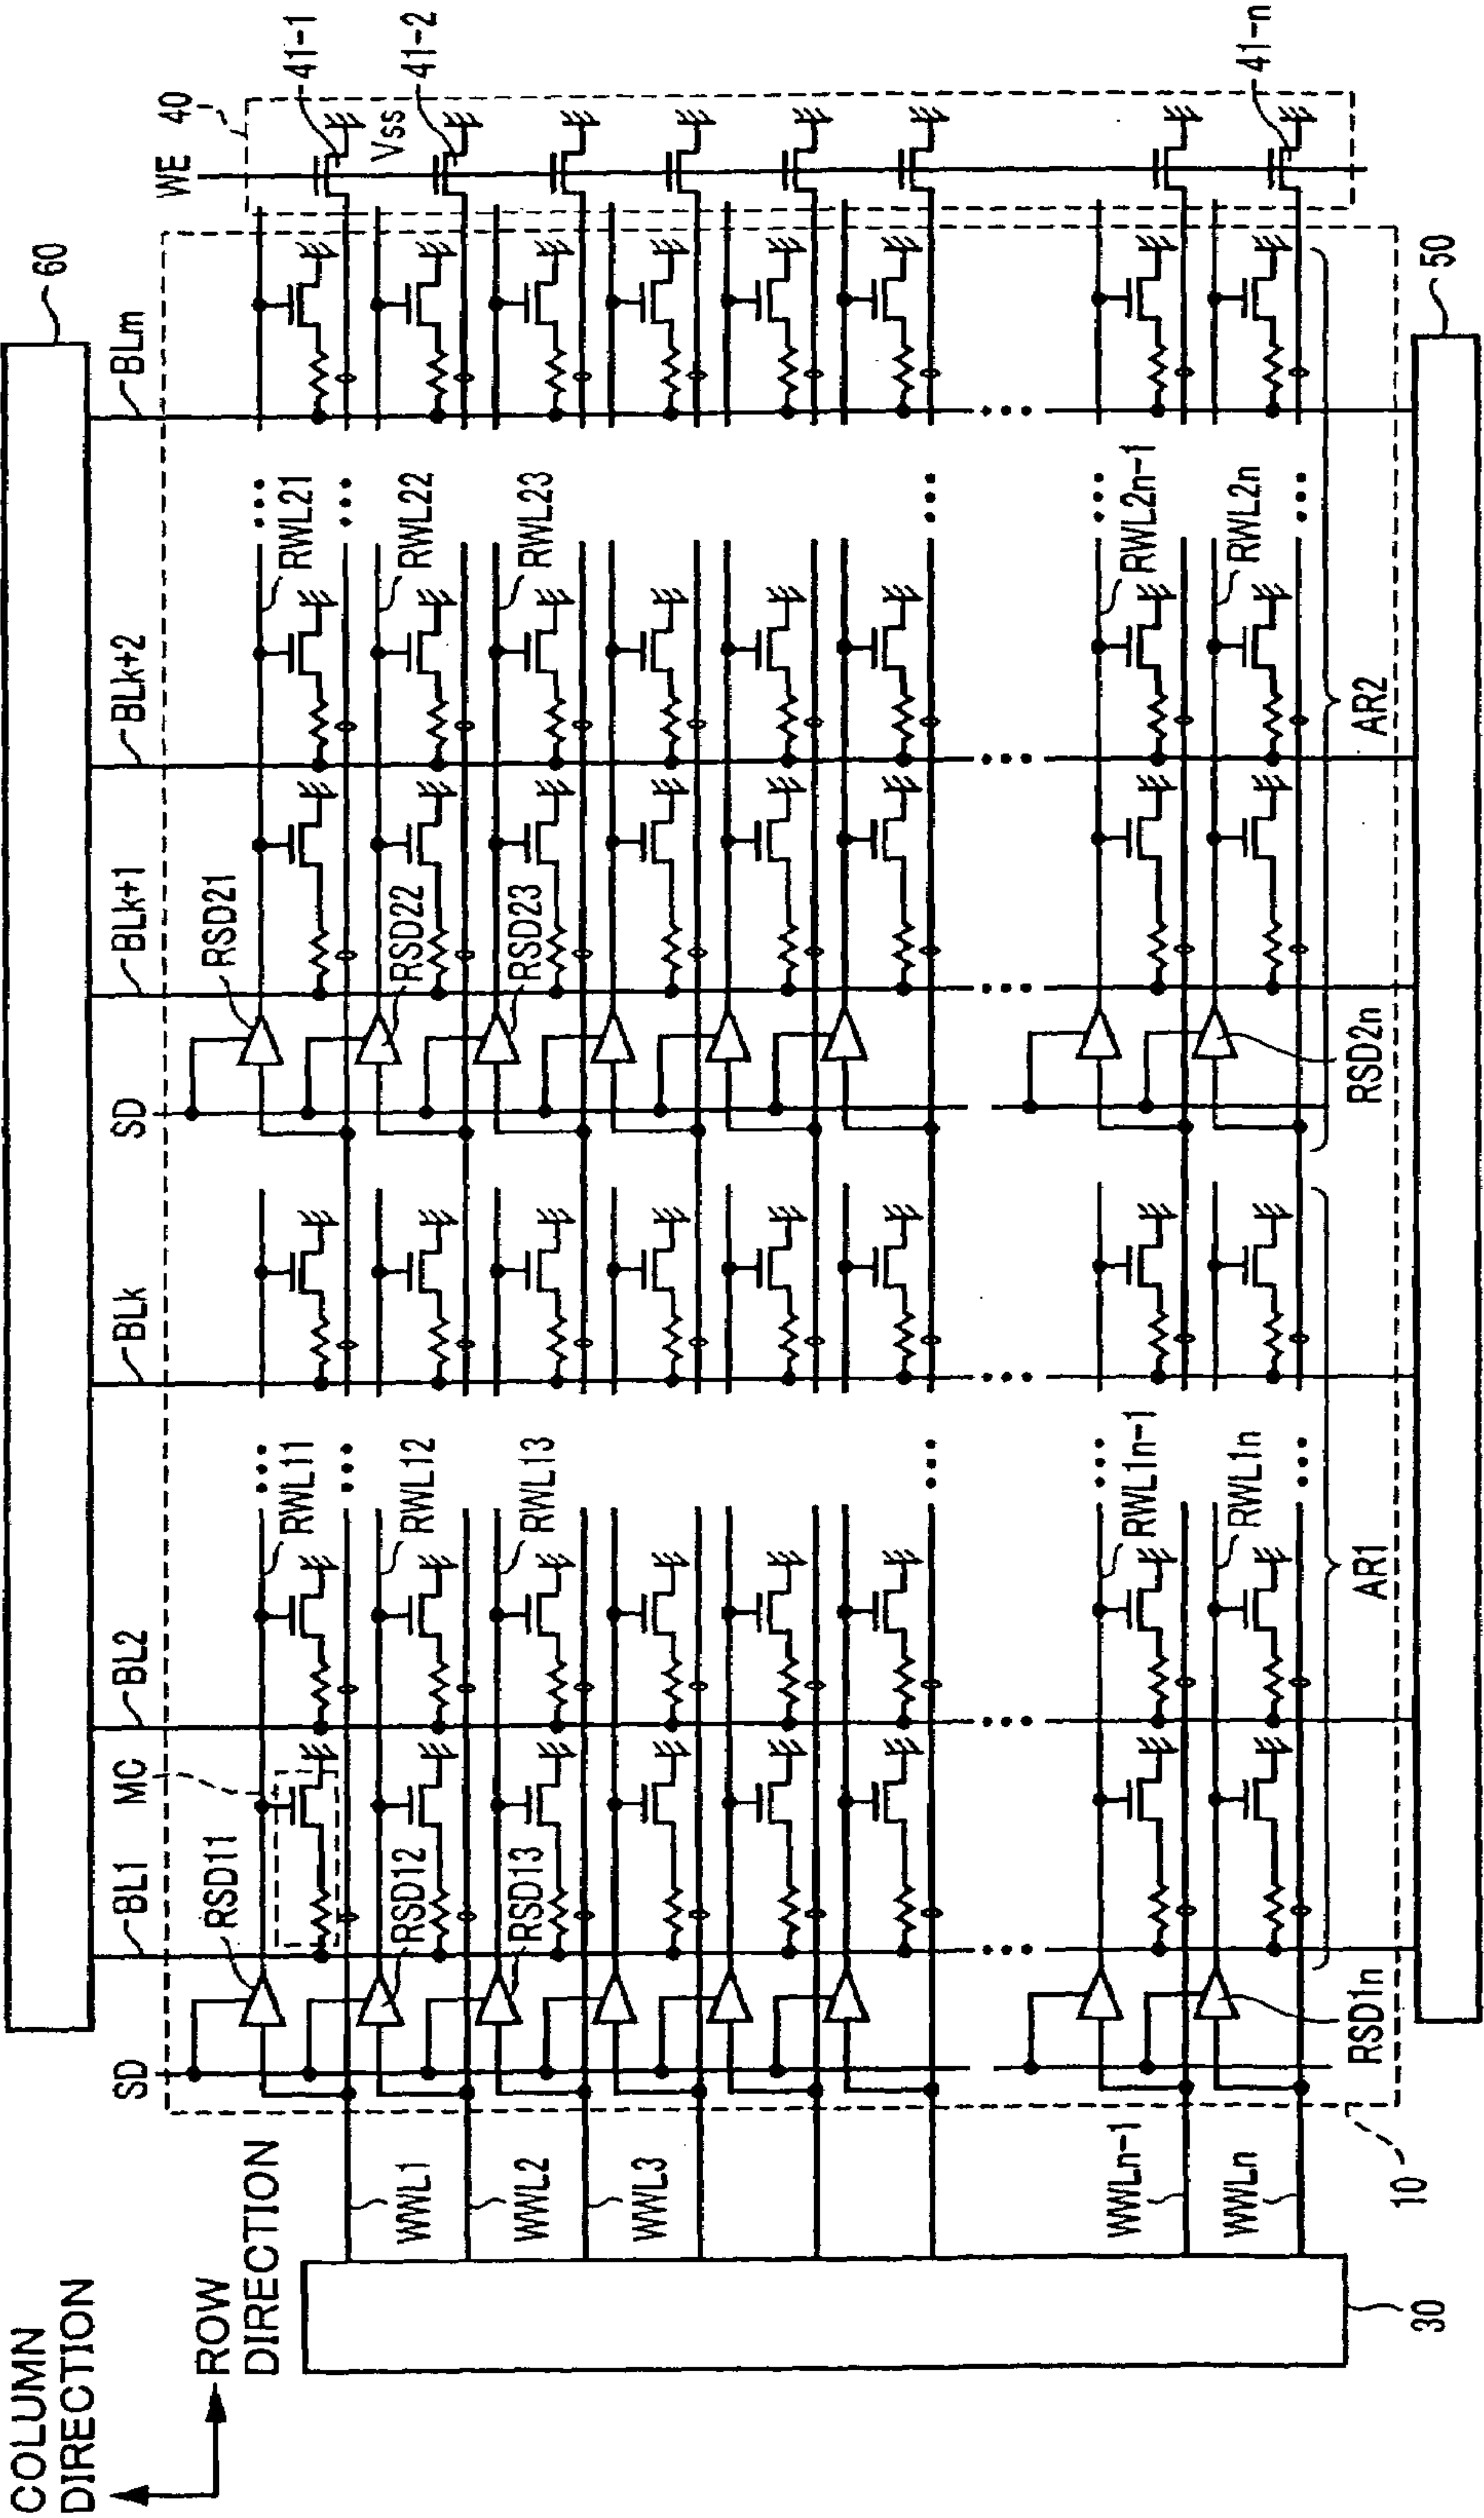 COLUMN
DIRECTION
ROW
DIRECTION
30
WWL1
WWL2
WWL3
WWLn-1
WWLn
10
SD
RSD11
RSD12
RSD13
RSD1n
BL1
MC
BL2
RWL11
RWL12
RWL13
RWL1n-1
RWL1n
AR1
BLk
SD
RSD21
RSD22
RSD23
RSD2n
BLk+1
BLk+2
RWL21
RWL22
RWL23
RWL2n-1
RWL2n
AR2
BLm
60
50
WE
40
Vss
41-1
41-2
41-n